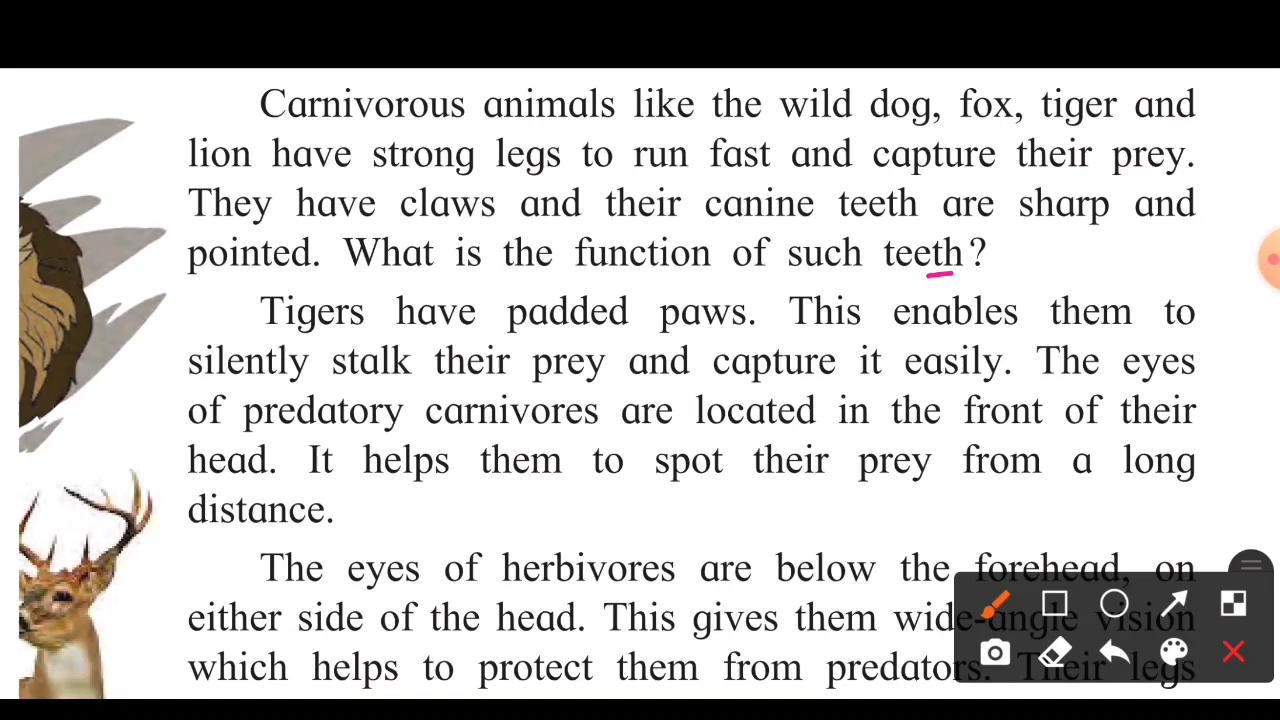 Carnivorous animals like the wild dog, fox, tiger and
lion have strong legs to run fast and capture their prey.
They have claws and their canine teeth are sharp and
pointed. What is the function of such teeth?
Tigers have padded paws. This enables them to
silently stalk their prey and capture it easily. The eyes
of predatory carnivores are located in the front of their
head. It helps them to spot their prey from a long
distance.
The eyes of herbivores are below the forehead, on
either side of the head. This gives them wide-angle vision
which helps to protect them from predators. Their legs